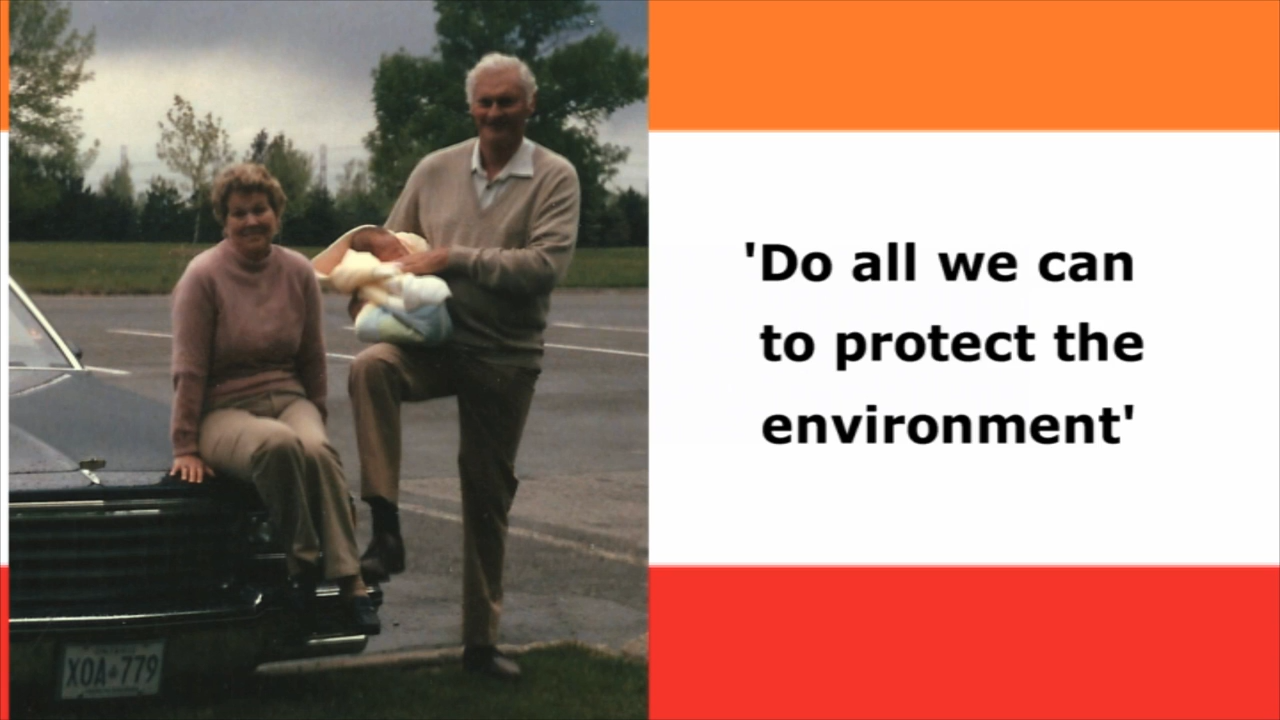 XOA 779
'Do all we can
to protect the
environment'